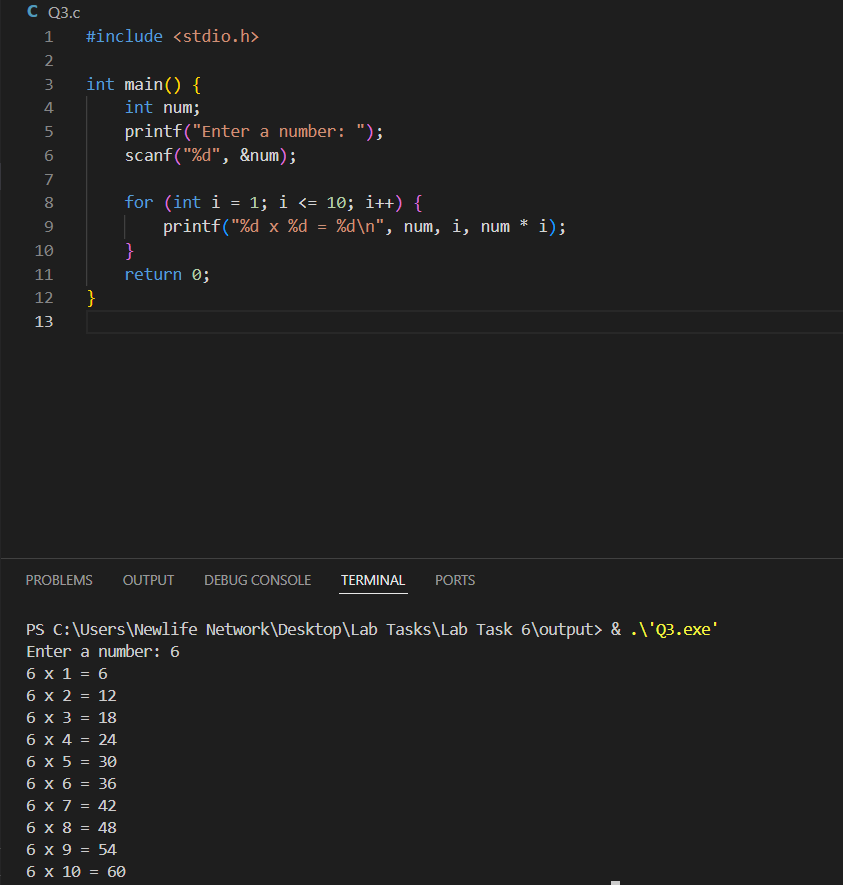 C Q3.c
1 #include <stdio.h>
2
3 int main() {
4     int num;
5     printf("Enter a number: ");
6     scanf("%d", &num);
7
8     for (int i = 1; i <= 10; i++) {
9         printf("%d x %d = %d\n", num, i, num * i);
10     }
11     return 0;
12 }
13
PROBLEMS OUTPUT DEBUG CONSOLE TERMINAL PORTS
PS C:\Users\Newlife Network\Desktop\Lab Tasks\Lab Task 6\output> & .\'Q3.exe'
Enter a number: 6
6 x 1 = 6
6 x 2 = 12
6 x 3 = 18
6 x 4 = 24
6 x 5 = 30
6 x 6 = 36
6 x 7 = 42
6 x 8 = 48
6 x 9 = 54
6 x 10 = 60